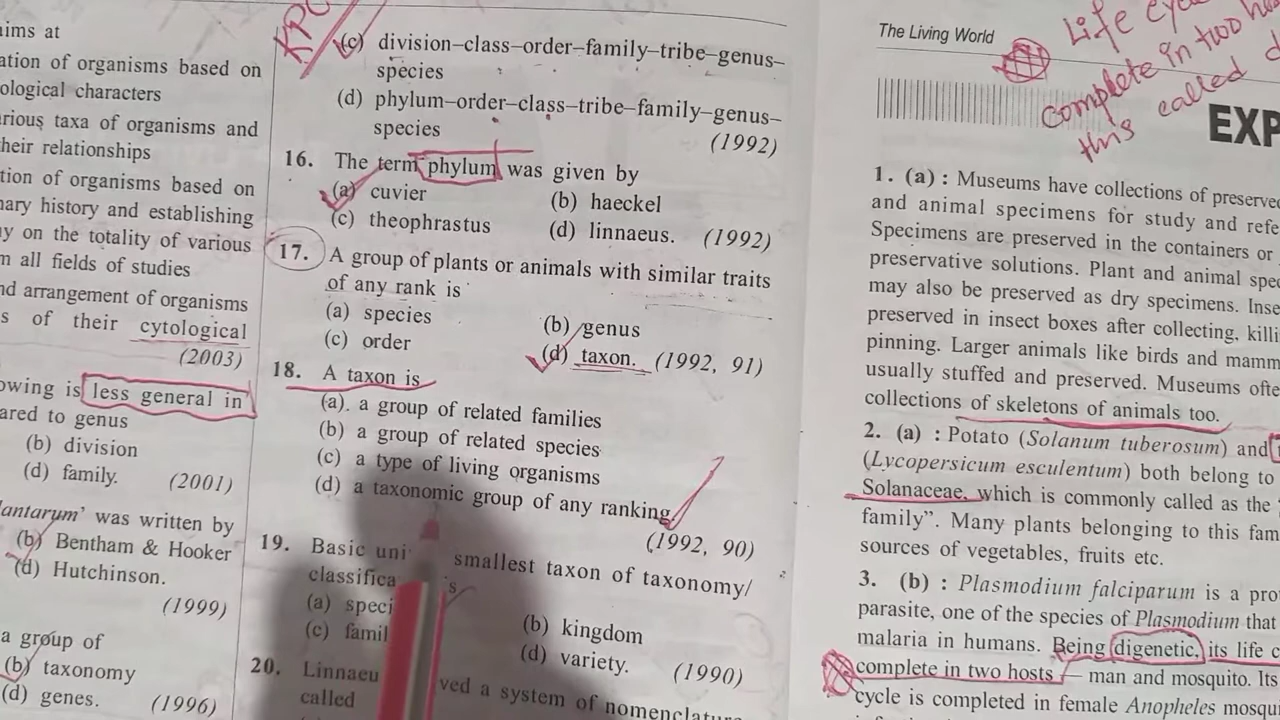 aims at
ation of organisms based on
ological characters
rious taxa of organisms and
heir relationships
tion of organisms based on
nary history and establishing
y on the totality of various
m all fields of studies
nd arrangement of organisms
s of their cytological
(2003)
owing is less general in
ared to genus
(b) division
(d) family. (2001)
lantarum' was written by
(b) Bentham & Hooker
(d) Hutchinson.
(1999)
a group of
(b) taxonomy
(d) genes. (1996)
(c) division–class–order–family–tribe–genus–
species
(d) phylum–order–class–tribe–family–genus–
species (1992)
16. The term phylum was given by
(a) cuvier (b) haeckel
(c) theophrastus (d) linnaeus. (1992)
17. A group of plants or animals with similar traits
of any rank is
(a) species (b) genus
(c) order (d) taxon. (1992, 91)
18. A taxon is
(a) a group of related families
(b) a group of related species
(c) a type of living organisms
(d) a taxonomic group of any ranking
(1992, 90)
19. Basic uni smallest taxon of taxonomy/
classifica s
(a) speci (b) kingdom
(c) famil (d) variety. (1990)
20. Linnaeu ved a system of nomenclature
called
The Living World
Life cyc
complete in two hos
this called d
EXP
1. (a) : Museums have collections of preserve
and animal specimens for study and refe
Specimens are preserved in the containers or
preservative solutions. Plant and animal spec
may also be preserved as dry specimens. Inse
preserved in insect boxes after collecting, killi
pinning. Larger animals like birds and mamm
usually stuffed and preserved. Museums ofte
collections of skeletons of animals too.
2. (a) : Potato (Solanum tuberosum) and
(Lycopersicum esculentum) both belong to
Solanaceae, which is commonly called as the
family”. Many plants belonging to this fam
sources of vegetables, fruits etc.
3. (b) : Plasmodium falciparum is a pro
parasite, one of the species of Plasmodium that
malaria in humans. Being digenetic, its life c
complete in two hosts – man and mosquito. Its
cycle is completed in female Anopheles mosqu